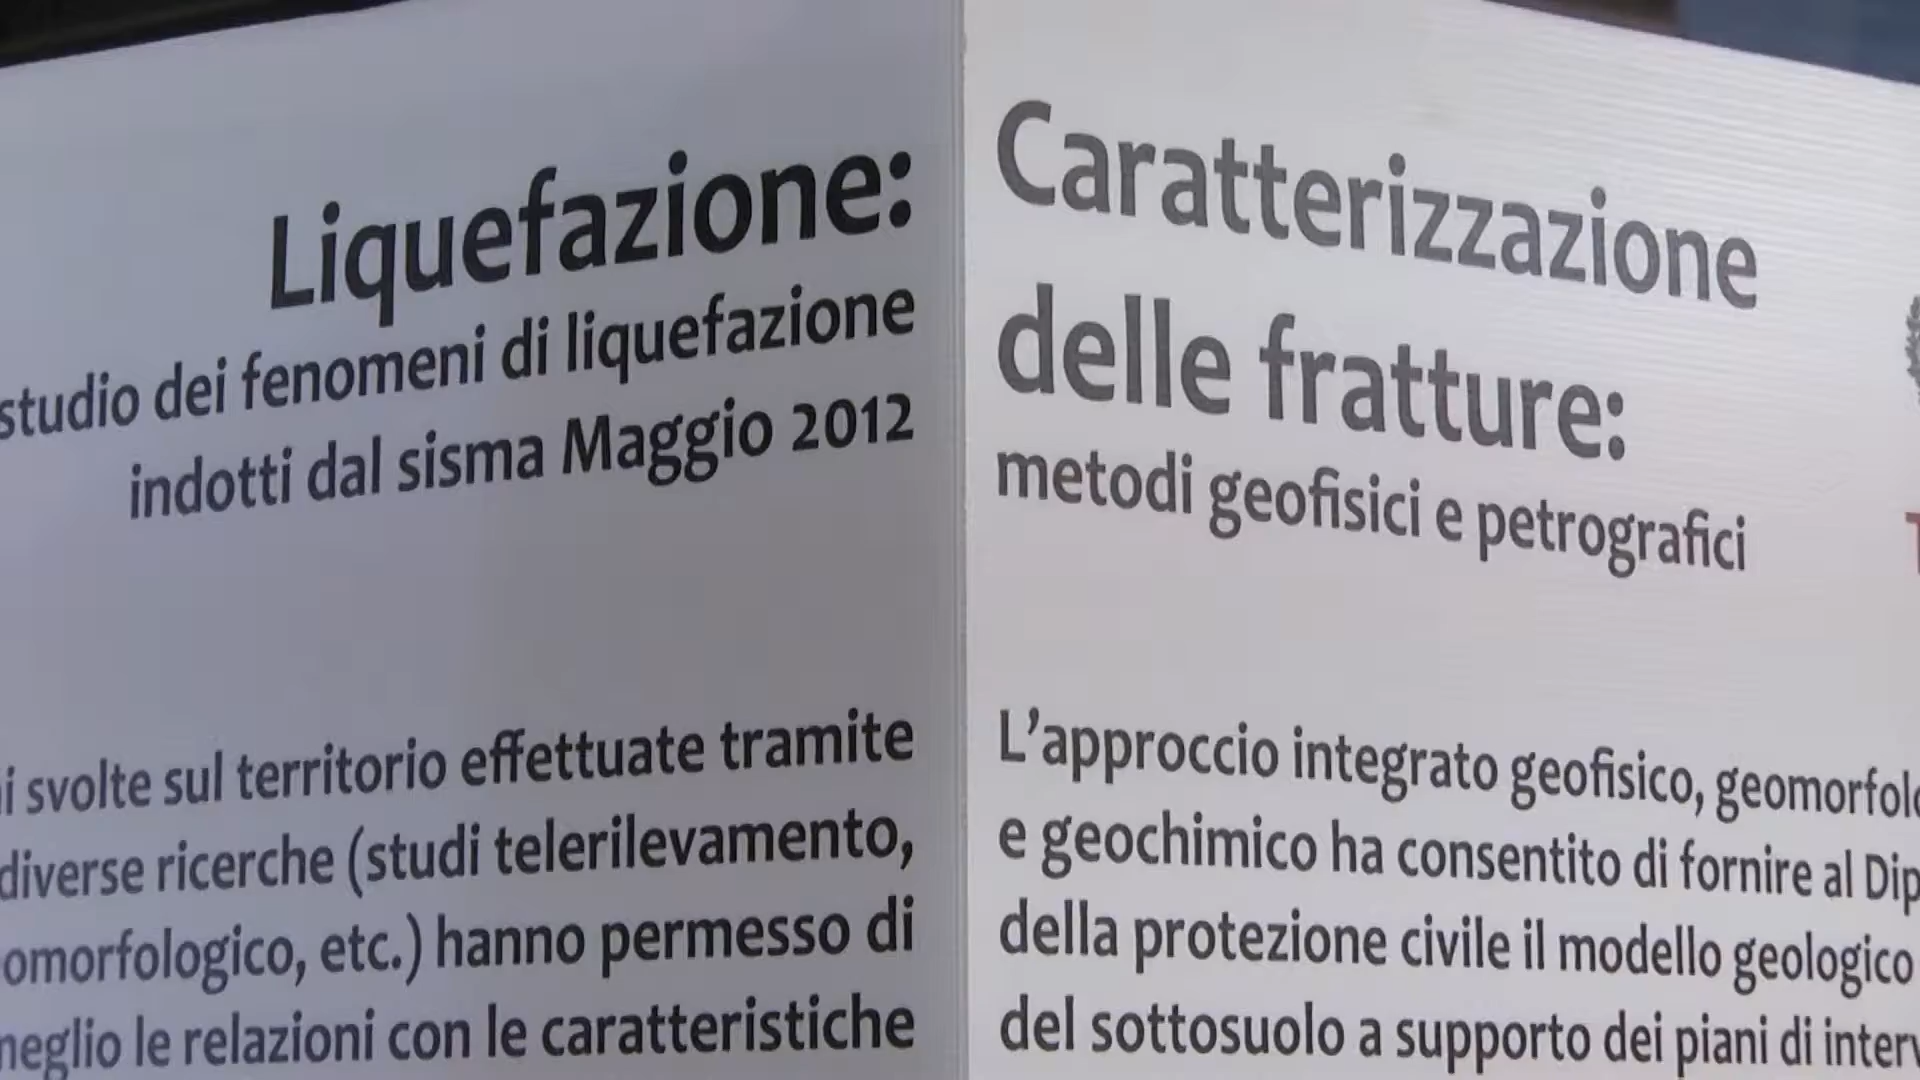 Liquefazione:
studio dei fenomeni di liquefazione
indotti dal sisma Maggio 2012
svolte sul territorio effettuate tramite
diverse ricerche (studi telerilevamento,
omorfologico, etc.) hanno permesso di
meglio le relazioni con le caratteristiche
Caratterizzazione
delle fratture:
metodi geofisici e petrografici
L'approccio integrato geofisico, geomorfolo
e geochimico ha consentito di fornire al Dip
della protezione civile il modello geologico
del sottosuolo a supporto dei piani di interv